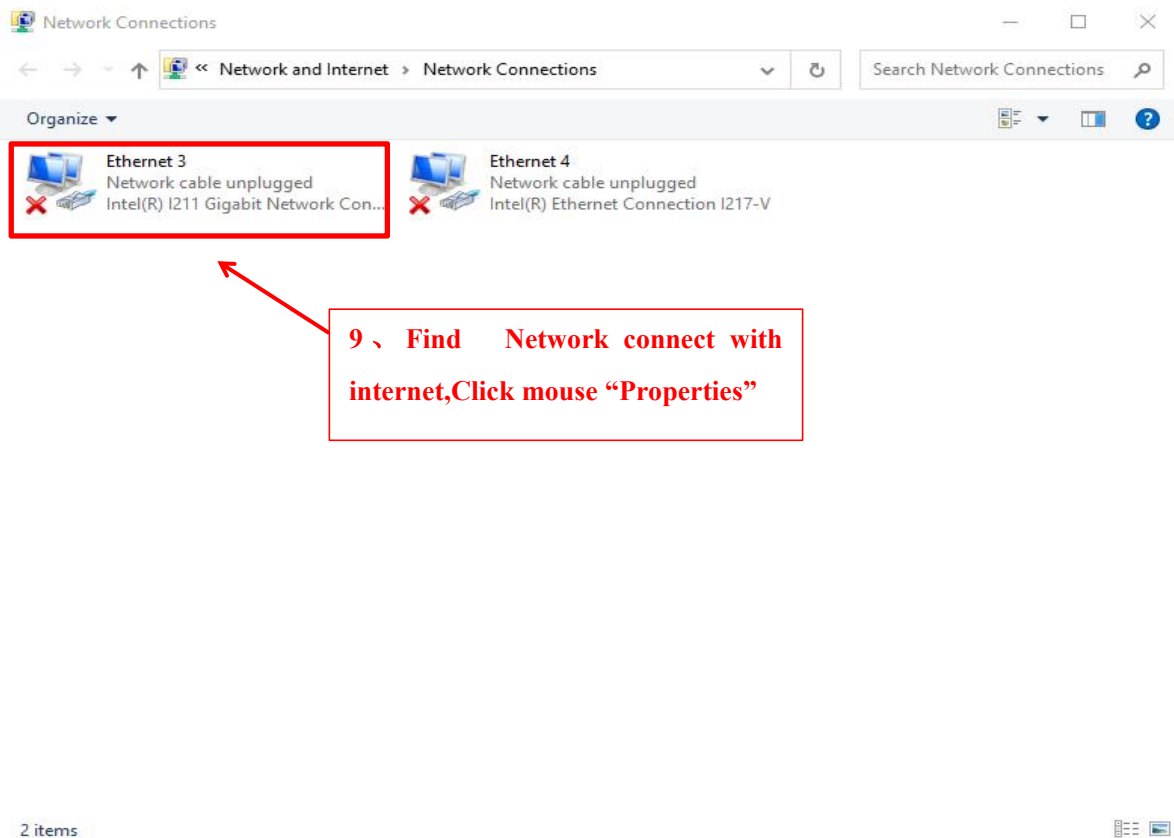 Network Connections
« Network and Internet > Network Connections
Search Network Connections
Organize
Ethernet 3
Network cable unplugged
Intel(R) I211 Gigabit Network Con...
Ethernet 4
Network cable unplugged
Intel(R) Ethernet Connection I217-V
9、 Find Network connect with
internet,Click mouse “Properties”
2 items